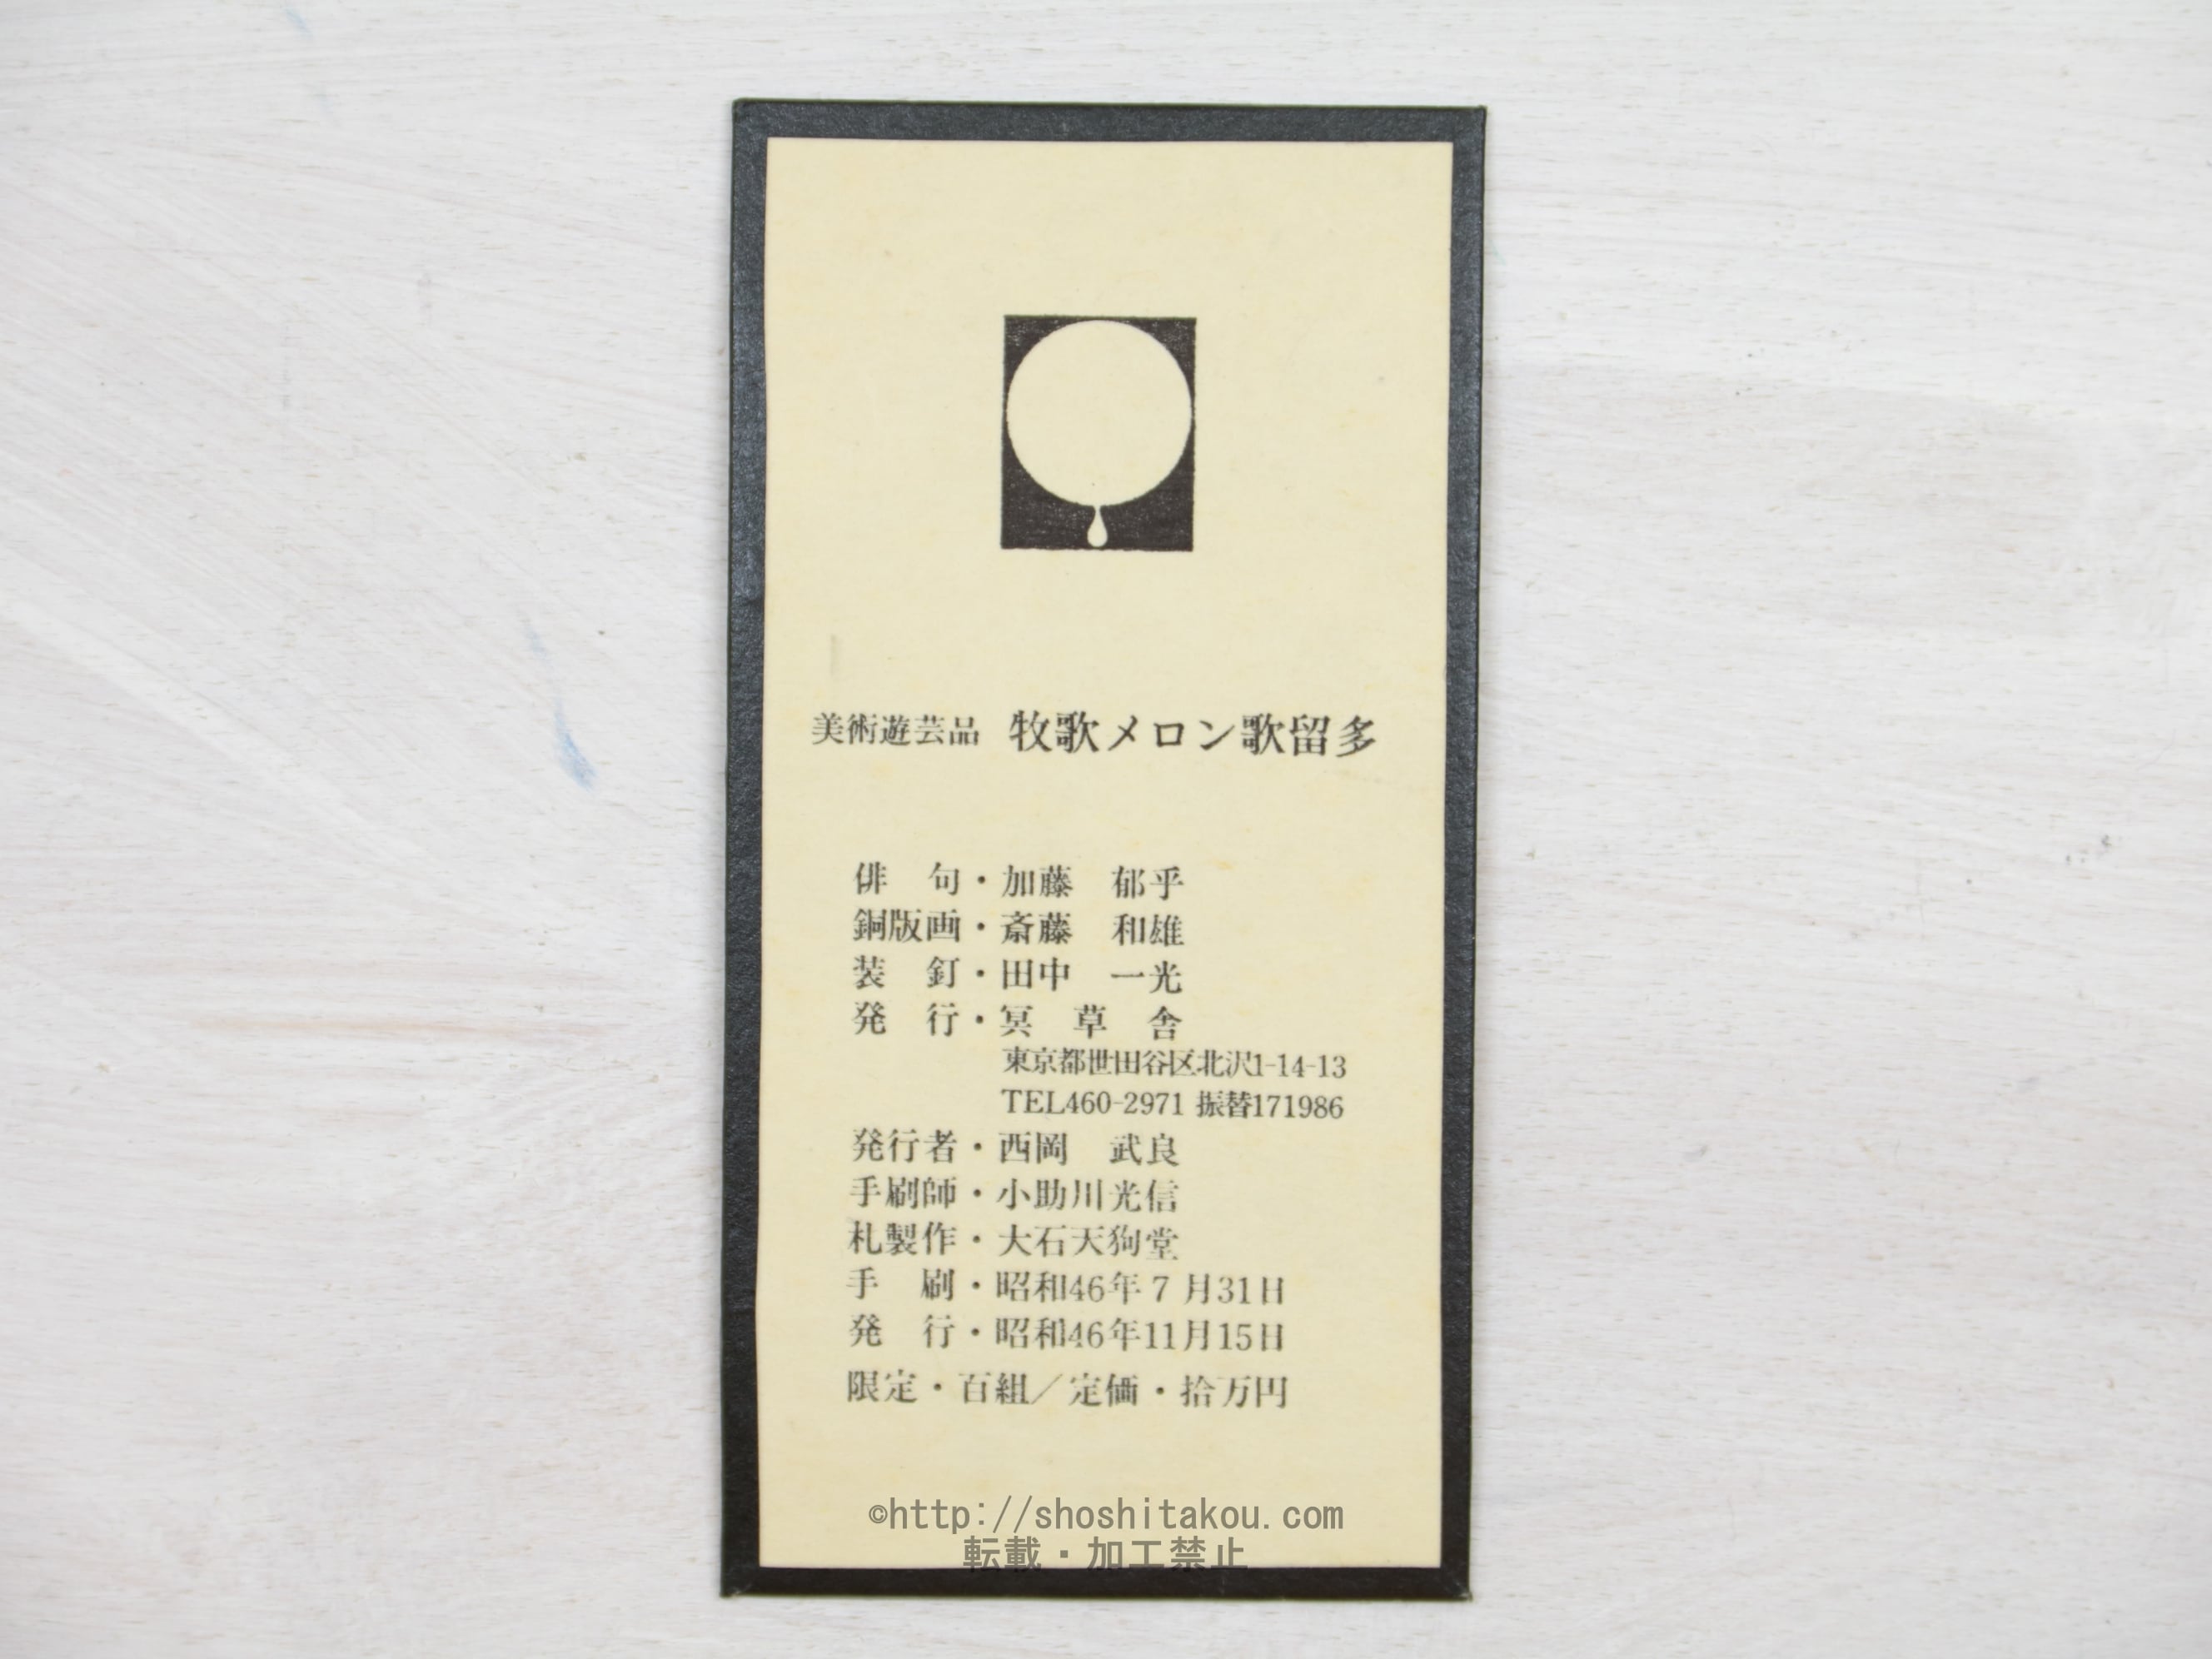 美術遊芸品 牧歌メロン歌留多
俳　句・加藤　郁乎
銅版画・斎藤　和雄
装　釘・田中　一光
発　行・冥　草　舎
東京都世田谷区北沢1-14-13
TEL460-2971 振替171986
発行者・西岡　武良
手刷師・小助川光信
札製作・大石天狗堂
手　刷・昭和46年7月31日
発　行・昭和46年11月15日
限定・百組／定価・拾万円
©http://shoshitakou.com
転載・加工禁止